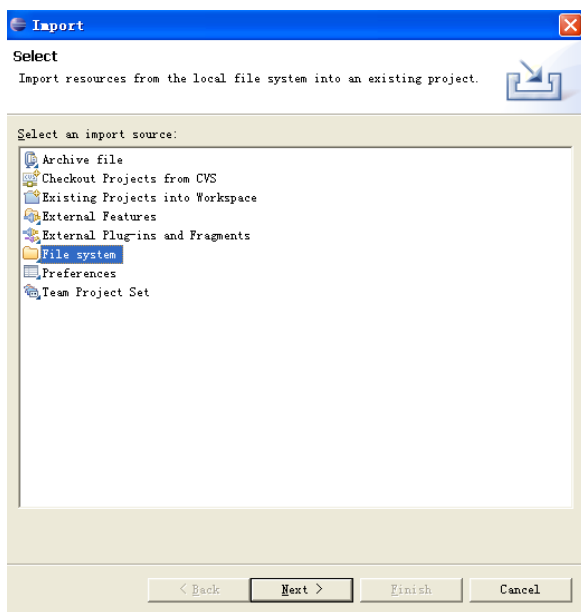 Import
Select
Import resources from the local file system into an existing project.
Select an import source:
Archive file
Checkout Projects from CVS
Existing Projects into Workspace
External Features
External Plug-ins and Fragments
File system
Preferences
Team Project Set
< Back
Next >
Finish
Cancel